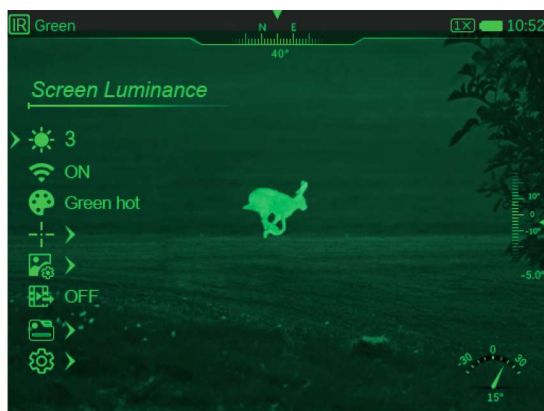 IR Green
N E
1X 10:52
40°
Screen Luminance
3
ON
Green hot
OFF
10°
0
-10°
-5.0°
-30 0 30
15°